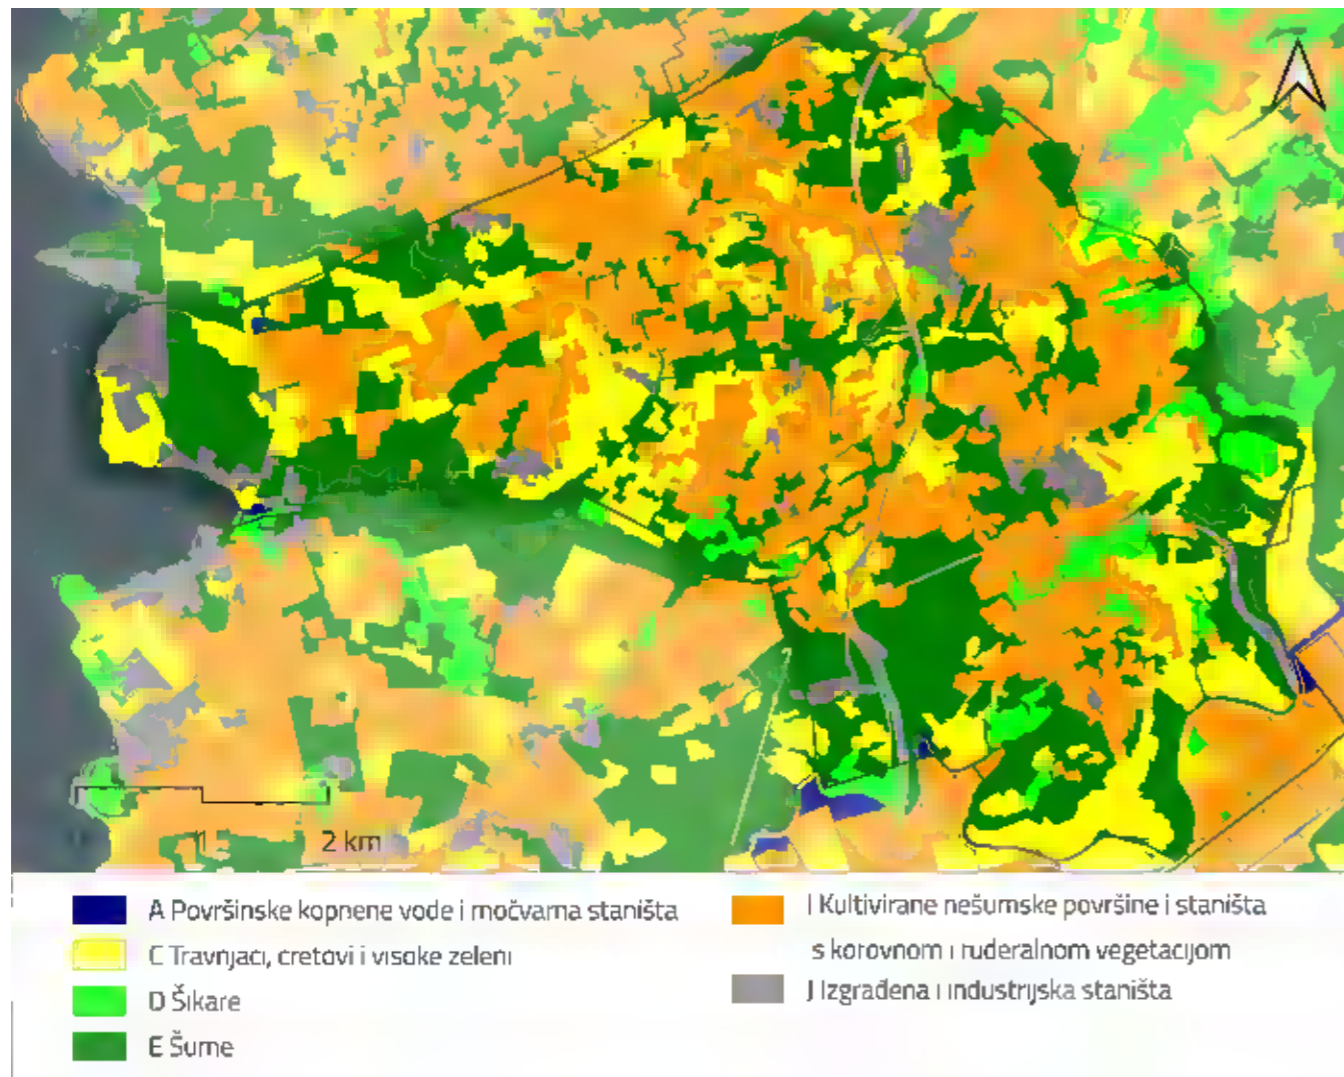 1
2 km
A Površinske kopnene vode i močvarna staništa
C Travnjaci, cretovi i visoke zeleni
D Šikare
E Šume
I Kultivirane nešumske površine i staništa
s korovnom i ruderalnom vegetacijom
J Izgrađena i industrijska staništa